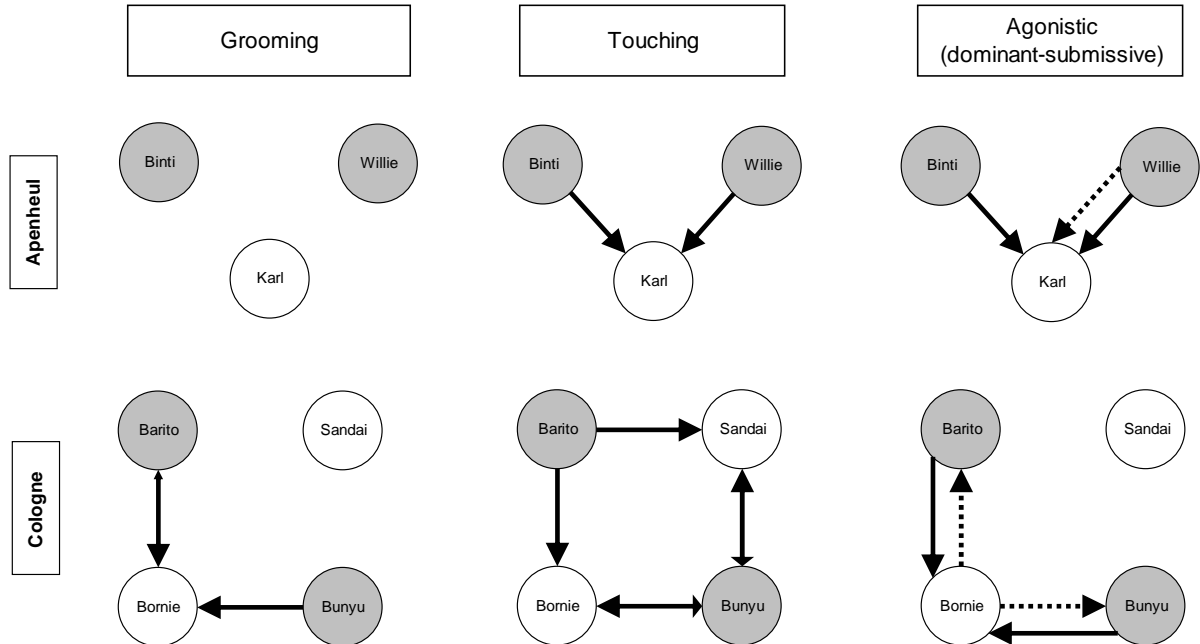 Grooming
Touching
Agonistic
(dominant-submissive)
Apenheul
Binti
Willie
Karl
Binti
Willie
Karl
Binti
Willie
Karl
Cologne
Barito
Sandai
Bornie
Bunyu
Barito
Sandai
Bornie
Bunyu
Barito
Sandai
Bornie
Bunyu